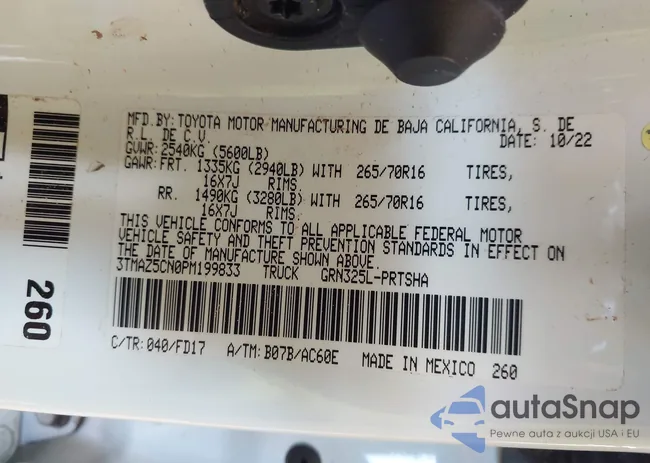 MFD.BY: TOYOTA MOTOR MANUFACTURING DE BAJA CALIFORNIA, S. DE
R.L. DE C.V. DATE: 10/22
GVWR: 2540KG (5600LB)
GAWR: FRT. 1335KG (2940LB) WITH 265/70R16 TIRES,
16X7J RIMS.
RR. 1490KG (3280LB) WITH 265/70R16 TIRES,
16X7J RIMS.
THIS VEHICLE CONFORMS TO ALL APPLICABLE FEDERAL MOTOR
VEHICLE SAFETY AND THEFT PREVENTION STANDARDS IN EFFECT ON
THE DATE OF MANUFACTURE SHOWN ABOVE.
3TMAZ5CN0PM199833 TRUCK GRN325L-PRTSHA
C/TR: 040/FD17 A/TM: B07B/AC60E MADE IN MEXICO 260
260
autaSnap
Pewne auta z aukcji USA i EU